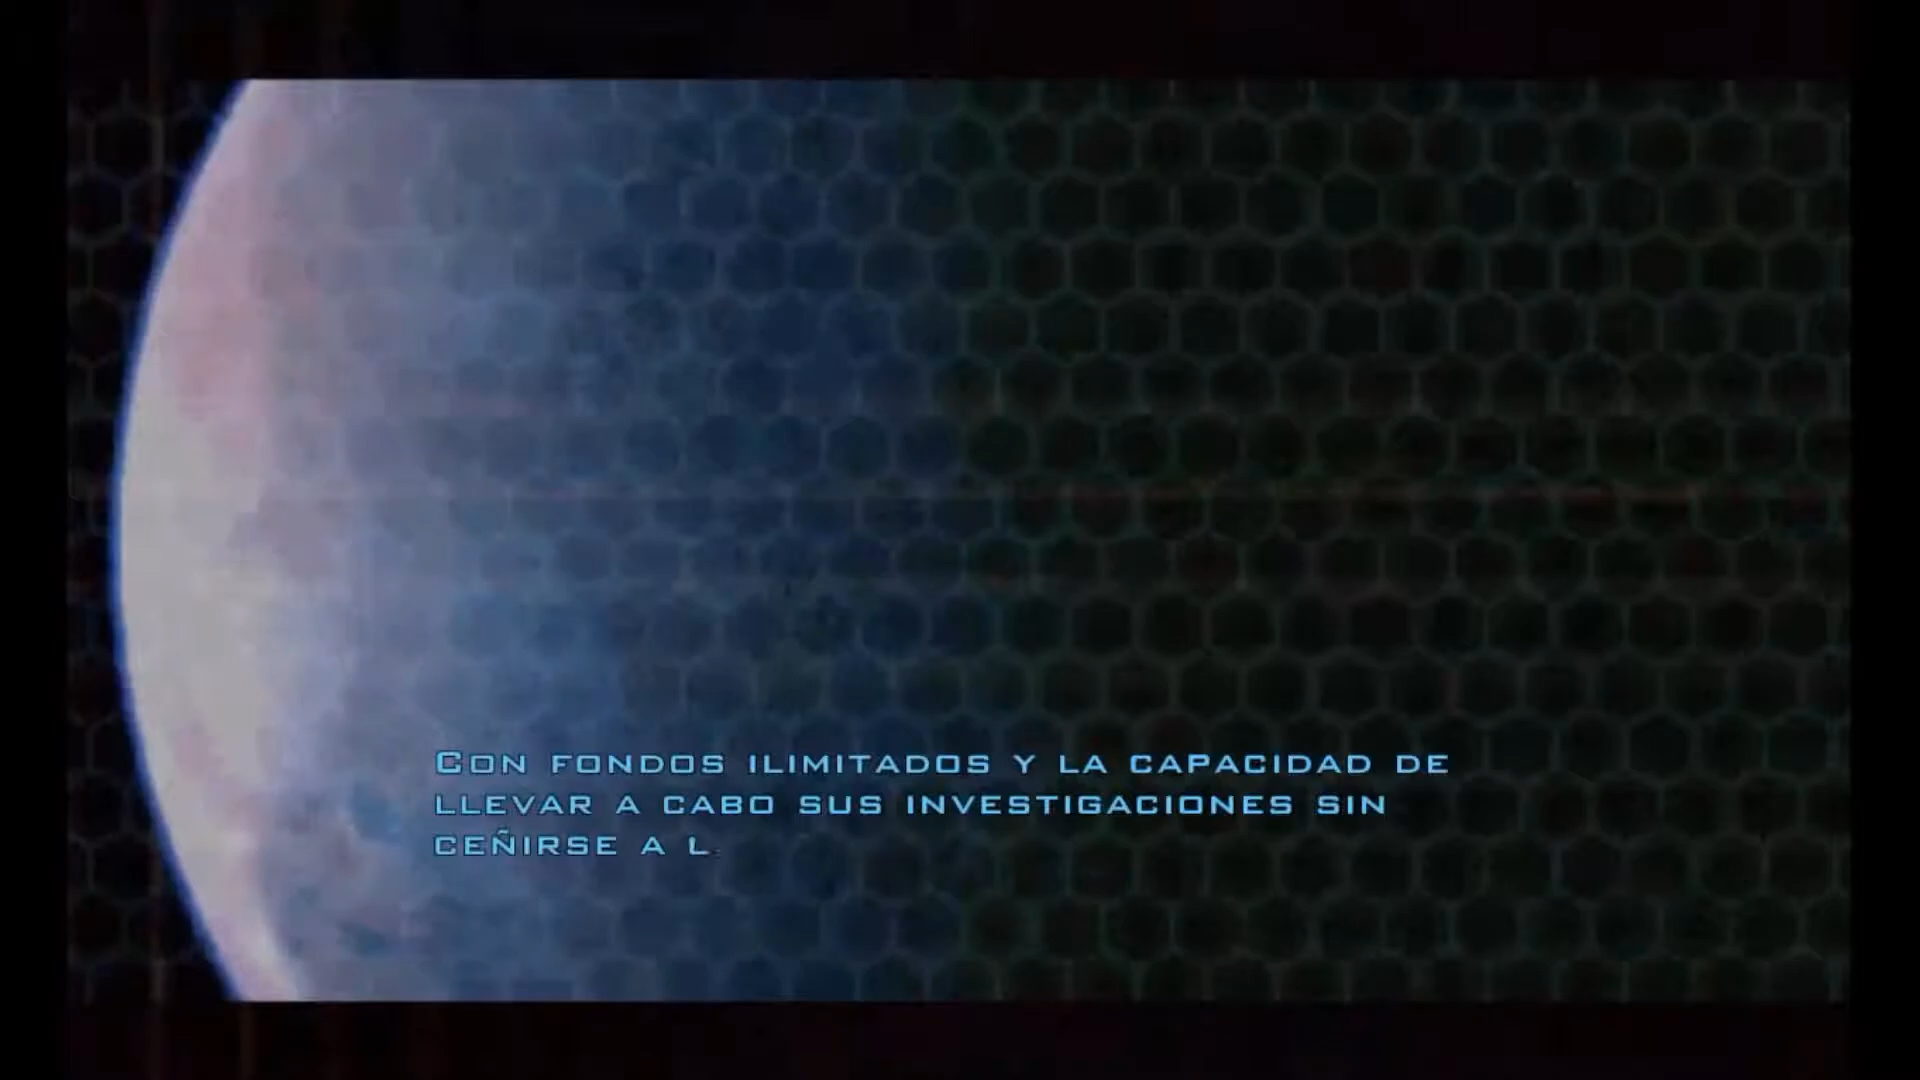 Con fondos ilimitados y la capacidad de
llevar a cabo sus investigaciones sin
ceñirse a l